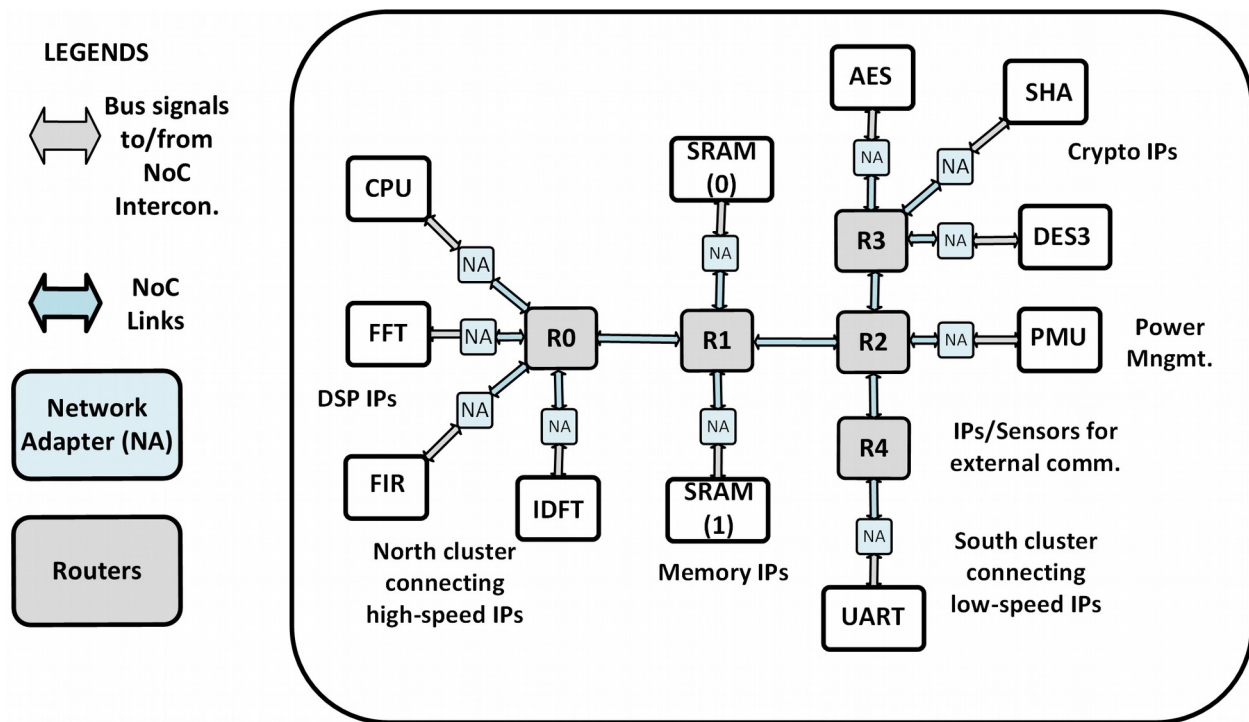 LEGENDS
Bus signals
to/from
NoC
Intercon.
NoC
Links
Network
Adapter (NA)
Routers
AES
SHA
NA
NA
Crypto IPs
SRAM
(0)
CPU
NA
NA
R3
NA
DES3
FFT
NA
R0
R1
R2
NA
PMU
Power
Mngmt.
DSP IPs
NA
NA
NA
R4
IPs/Sensors for
external comm.
FIR
IDFT
SRAM
(1)
NA
North cluster
connecting
high-speed IPs
Memory IPs
South cluster
connecting
low-speed IPs
UART